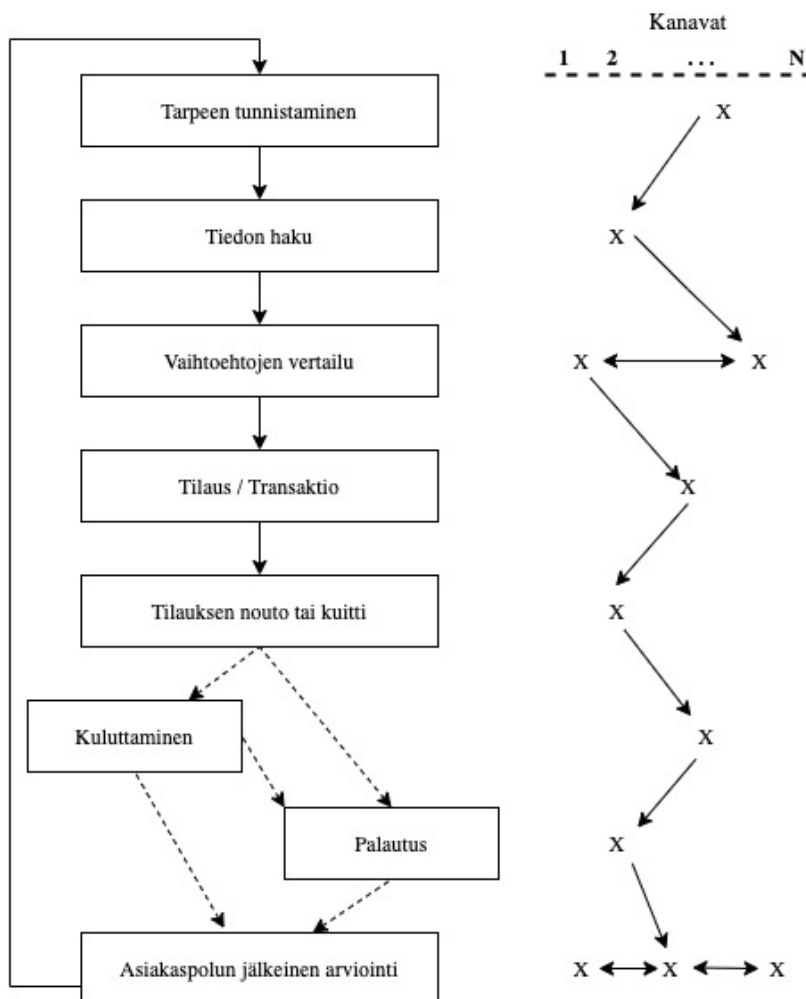 Kanavat
1 2 ... N
Tarpeen tunnistaminen X
Tiedon haku X
Vaihtoehtojen vertailu X X
Tilaus / Transaktio X
Tilauksen nouto tai kuitti X
Kuluttaminen X
Palautus X
Asiakaspolun jälkeinen arviointi X X X